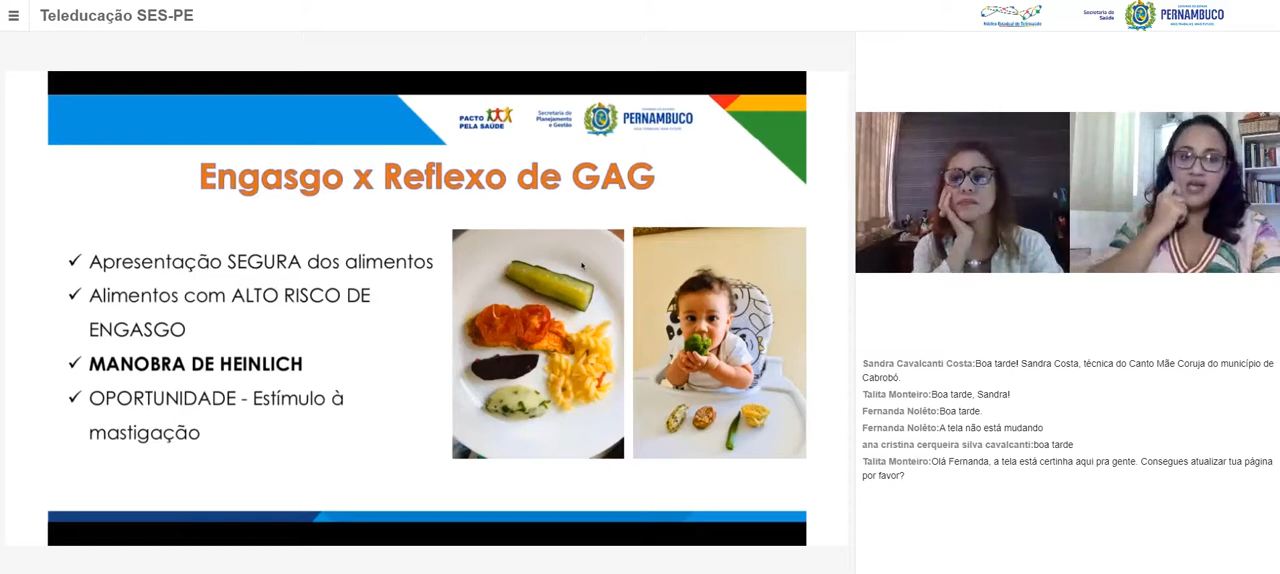 Teleducação SES-PE
Núcleo Estadual de Telessaúde
Secretaria de
Saúde
PERNAMBUCO
PACTO
PELA SAÚDE
Secretaria de
Planejamento
e Gestão
PERNAMBUCO
Engasgo x Reflexo de GAG
✓ Apresentação SEGURA dos alimentos
✓ Alimentos com ALTO RISCO DE
ENGASGO
✓ MANOBRA DE HEINLICH
✓ OPORTUNIDADE - Estímulo à
mastigação
Sandra Cavalcanti Costa:Boa tarde! Sandra Costa, técnica do Canto Mãe Coruja do município de
Cabrobó.
Talita Monteiro:Boa tarde, Sandra!
Fernanda Nolêto:Boa tarde.
Fernanda Nolêto:A tela não está mudando
ana cristina cerqueira silva cavalcanti:boa tarde
Talita Monteiro:Olá Fernanda, a tela está certinha aqui pra gente. Consegues atualizar tua página
por favor?